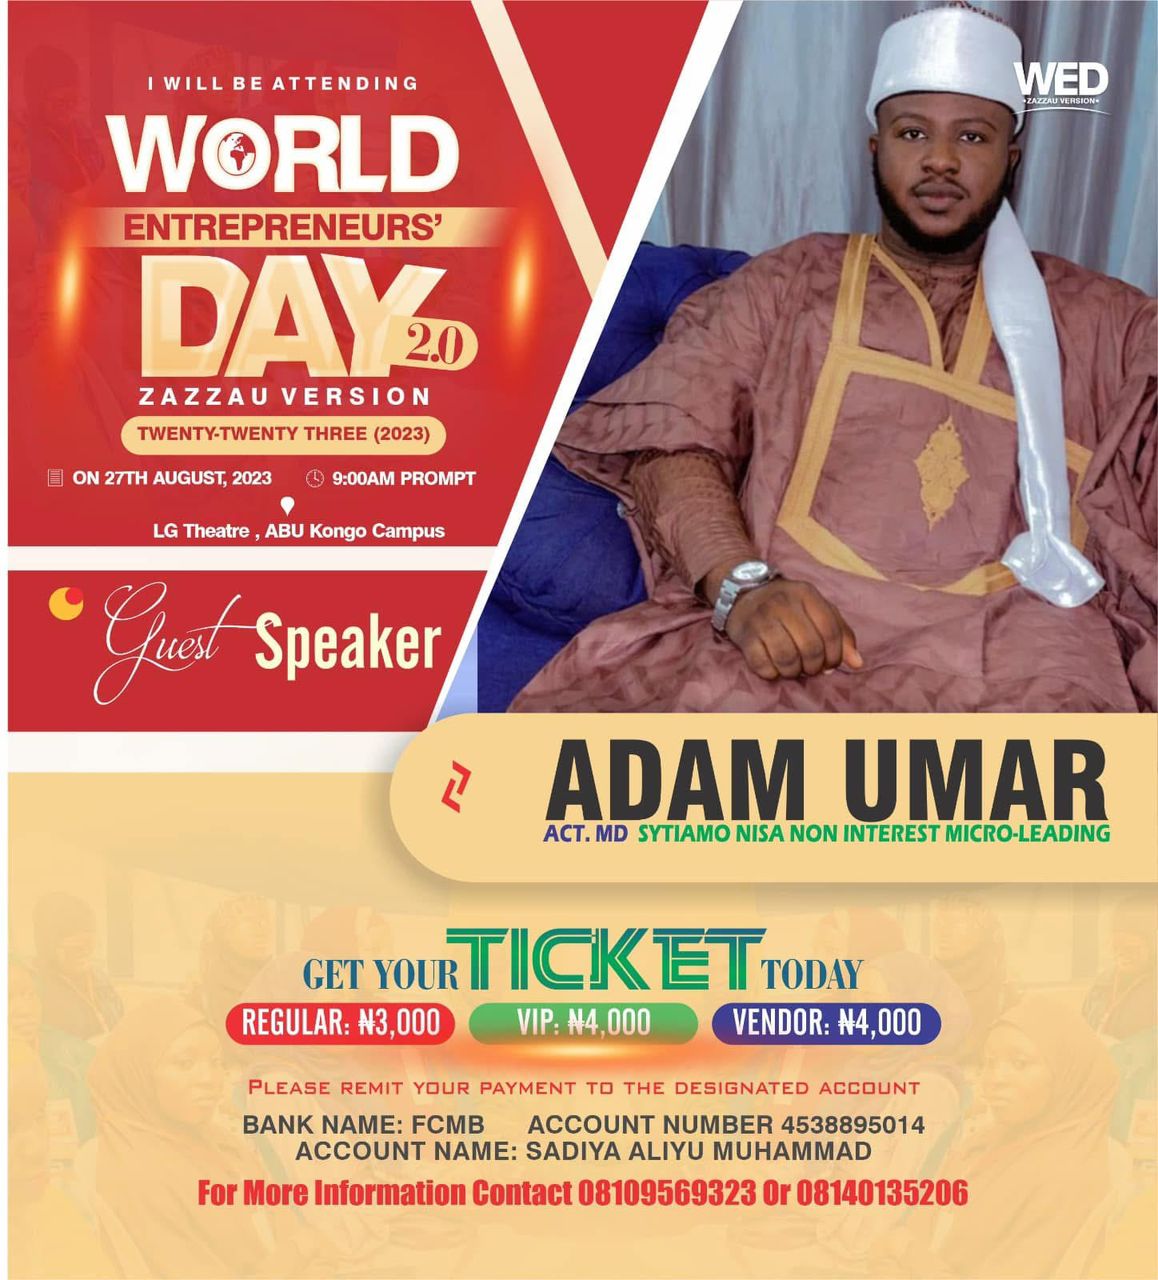 I WILL BE ATTENDING
WORLD
ENTREPRENEURS'
DAY
2.0
ZAZZAU VERSION
TWENTY-TWENTY THREE (2023)
ON 27TH AUGUST, 2023 9:00AM PROMPT
LG Theatre , ABU Kongo Campus
Guest Speaker
WED
•ZAZZAU VERSION•
ADAM UMAR
ACT. MD SYTIAMO NISA NON INTEREST MICRO-LEADING
GET YOUR TICKET TODAY
REGULAR: ₦3,000 VIP: ₦4,000 VENDOR: ₦4,000
PLEASE REMIT YOUR PAYMENT TO THE DESIGNATED ACCOUNT
BANK NAME: FCMB ACCOUNT NUMBER 4538895014
ACCOUNT NAME: SADIYA ALIYU MUHAMMAD
For More Information Contact 08109569323 Or 08140135206